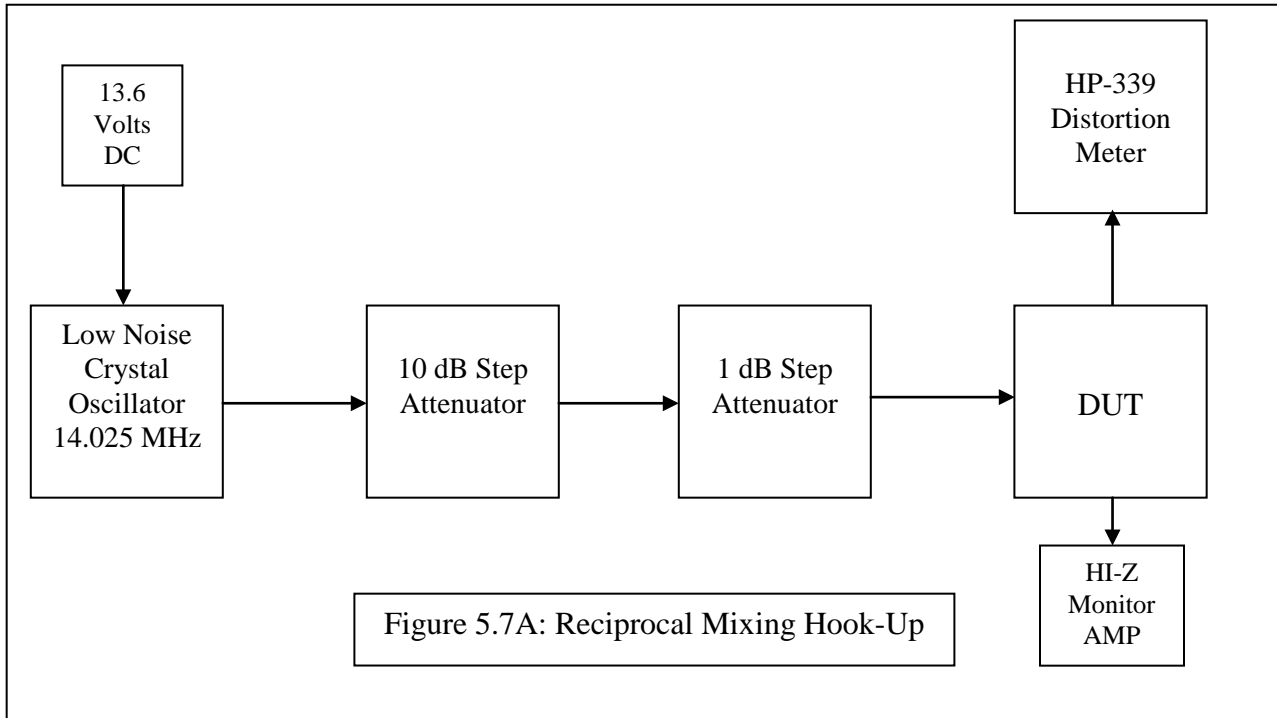 13.6
Volts
DC
HP-339
Distortion
Meter
Low Noise
Crystal
Oscillator
14.025 MHz
10 dB Step
Attenuator
1 dB Step
Attenuator
DUT
HI-Z
Monitor
AMP
Figure 5.7A: Reciprocal Mixing Hook-Up